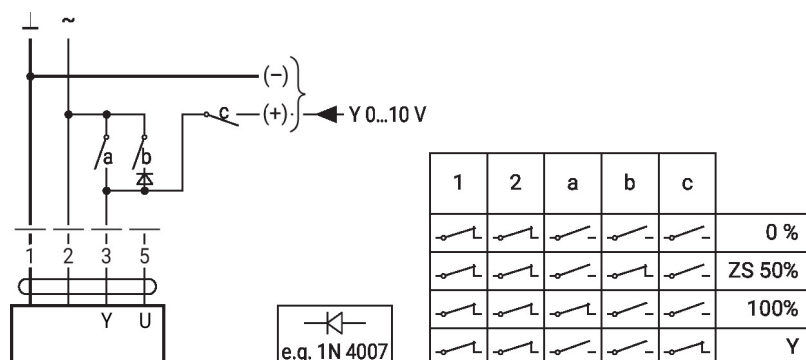 ⊥ ~
(−)
c (+) Y 0...10 V
a b
1 2 3 5
Y U
e.g. 1N 4007
1 2 a b c
0 %
ZS 50%
100%
Y